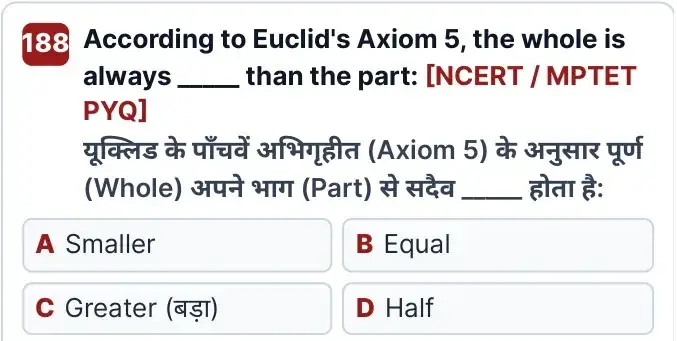 188 According to Euclid's Axiom 5, the whole is
always _____ than the part: [NCERT / MPTET
PYQ]
यूक्लिड के पाँचवें अभिगृहीत (Axiom 5) के अनुसार पूर्ण
(Whole) अपने भाग (Part) से सदैव _____ होता है:
A Smaller
B Equal
C Greater (बड़ा)
D Half